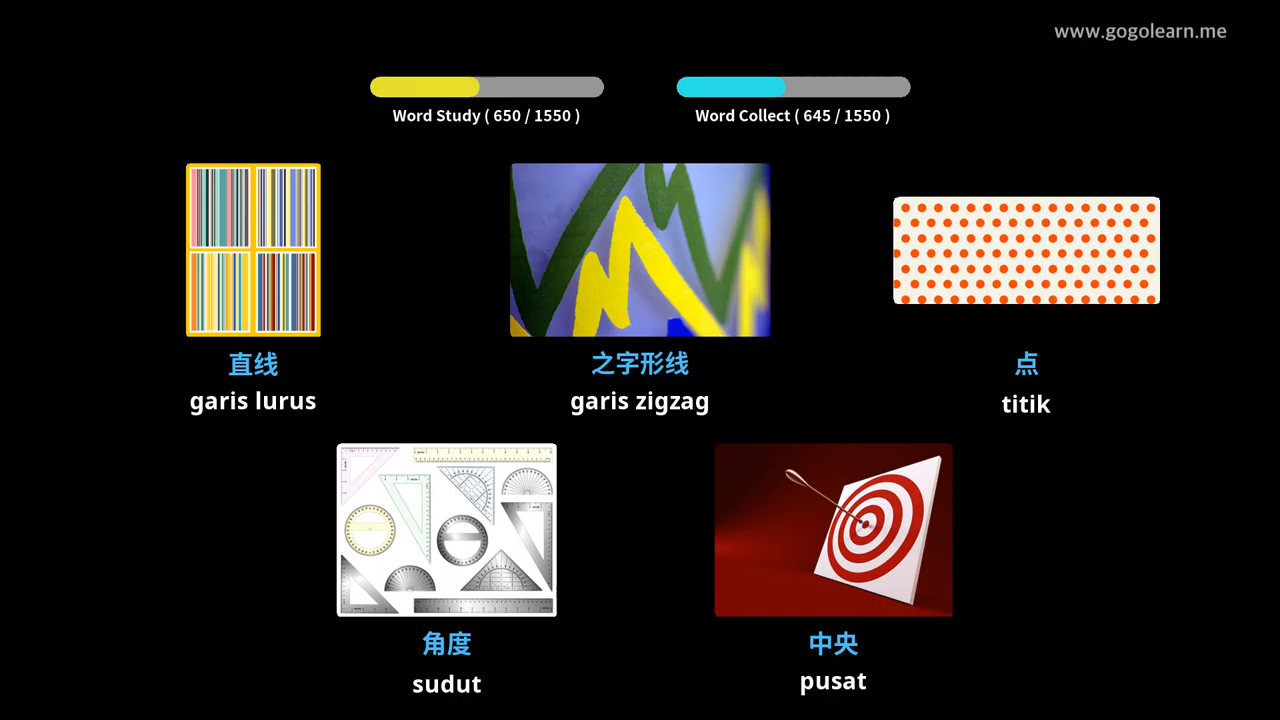 www.gogolearn.me
Word Study ( 650 / 1550 )
Word Collect ( 645 / 1550 )
直线
garis lurus
之字形线
garis zigzag
点
titik
角度
sudut
中央
pusat